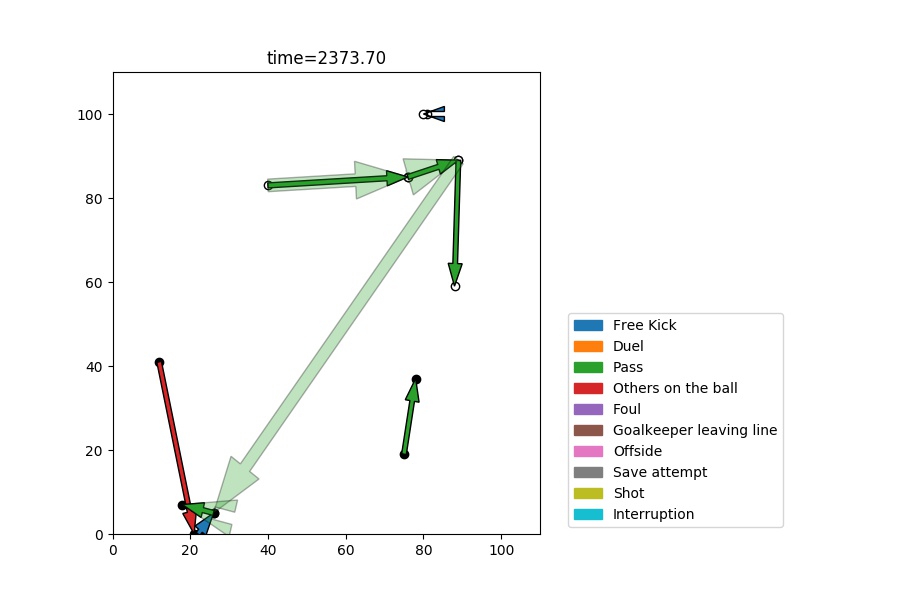 time=2373.70
100
80
60
40
20
0
0 20 40 60 80 100
Free Kick
Duel
Pass
Others on the ball
Foul
Goalkeeper leaving line
Offside
Save attempt
Shot
Interruption